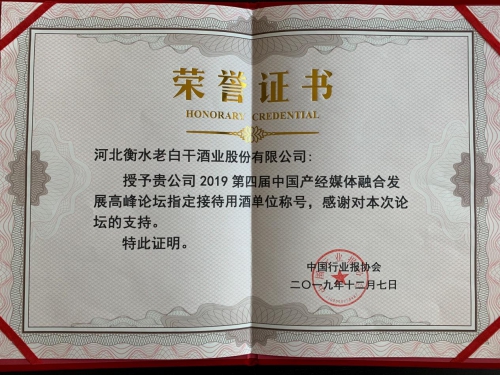 荣誉证书
HONORARY CREDENTIAL
河北衡水老白干酒业股份有限公司：
授予贵公司2019第四届中国产经媒体融合发
展高峰论坛指定接待用酒单位称号，感谢对本次论
坛的支持。
特此证明。
中国行业报协会
二〇一九年十二月七日